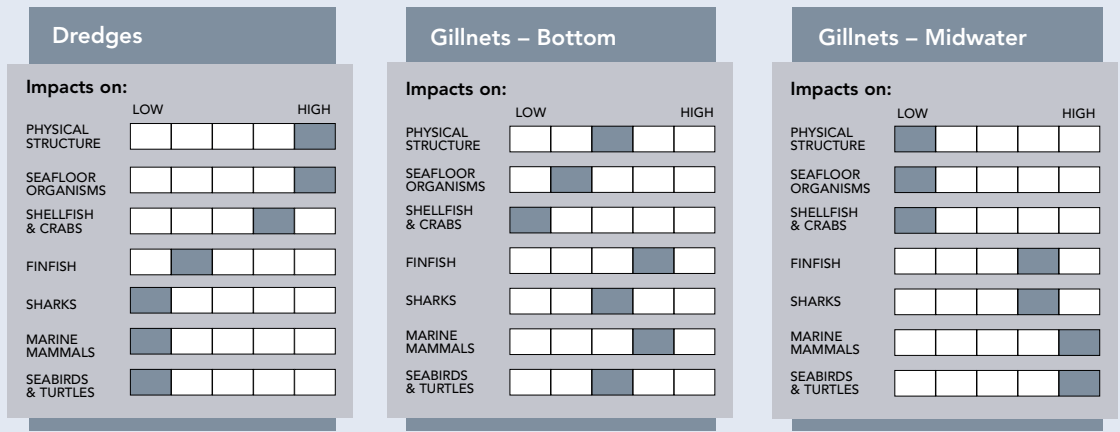 Dredges
Impacts on:
LOW HIGH
PHYSICAL
STRUCTURE
SEAFLOOR
ORGANISMS
SHELLFISH
& CRABS
FINFISH
SHARKS
MARINE
MAMMALS
SEABIRDS
& TURTLES
Gillnets – Bottom
Impacts on:
LOW HIGH
PHYSICAL
STRUCTURE
SEAFLOOR
ORGANISMS
SHELLFISH
& CRABS
FINFISH
SHARKS
MARINE
MAMMALS
SEABIRDS
& TURTLES
Gillnets – Midwater
Impacts on:
LOW HIGH
PHYSICAL
STRUCTURE
SEAFLOOR
ORGANISMS
SHELLFISH
& CRABS
FINFISH
SHARKS
MARINE
MAMMALS
SEABIRDS
& TURTLES